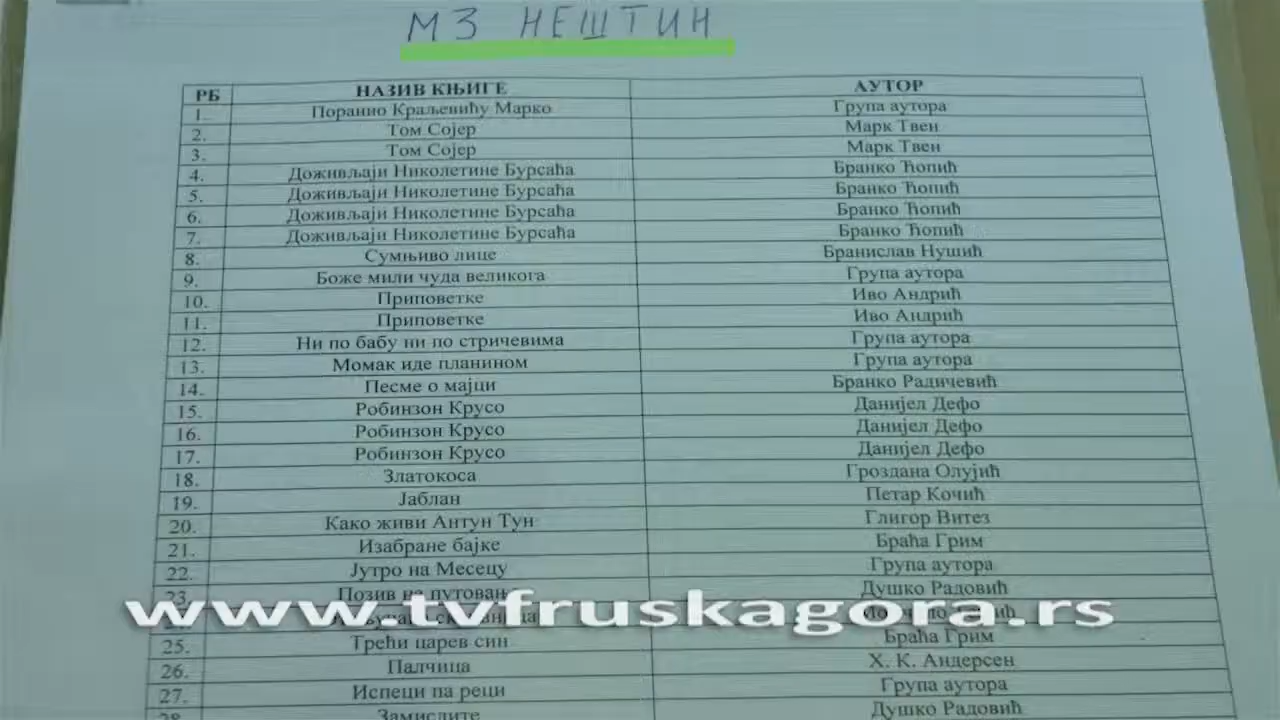 МЗ НЕШТИН
РБ НАЗИВ КЊИГЕ АУТОР
1. Поранио Краљевићу Марко Група аутора
2. Том Сојер Марк Твен
3. Том Сојер Марк Твен
4. Доживљаји Николетине Бурсаћа Бранко Ћопић
5. Доживљаји Николетине Бурсаћа Бранко Ћопић
6. Доживљаји Николетине Бурсаћа Бранко Ћопић
7. Доживљаји Николетине Бурсаћа Бранко Ћопић
8. Сумњиво лице Бранислав Нушић
9. Боже мили чуда великога Група аутора
10. Приповетке Иво Андрић
11. Приповетке Иво Андрић
12. Ни по бабу ни по стричевима Група аутора
13. Момак иде планином Група аутора
14. Песме о мајци Бранко Радичевић
15. Робинзон Крусо Данијел Дефо
16. Робинзон Крусо Данијел Дефо
17. Робинзон Крусо Данијел Дефо
18. Златокоса Гроздана Олујић
19. Јаблан Петар Кочић
20. Како живи Антун Тун Глигор Витез
21. Изабране бајке Браћа Грим
22. Јутро на Месецу Група аутора
23. Позив на Душко Радовић
www.tvfruskagora.rs
25. Трећи царев син Браћа Грим
26. Палчица Х. К. Андерсен
27. Испеци па реци Група аутора
28. Замислите Душко Радовић